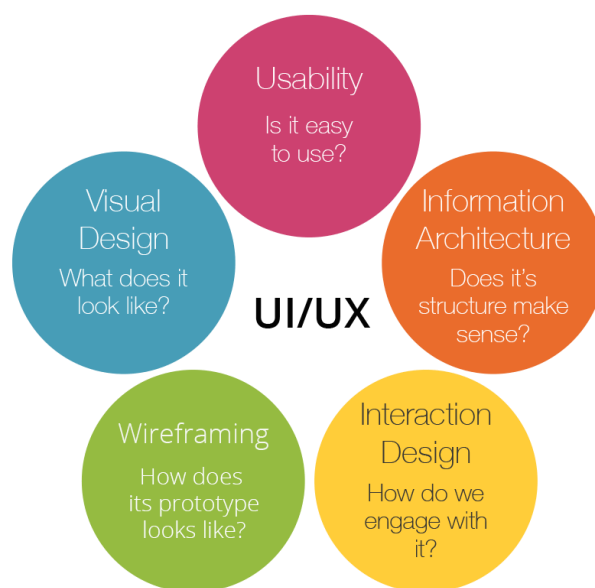 Usability
Is it easy
to use?
Visual
Design
What does it
look like?
Information
Architecture
Does it's
structure make
sense?
UI/UX
Wireframing
How does
its prototype
looks like?
Interaction
Design
How do we
engage with
it?